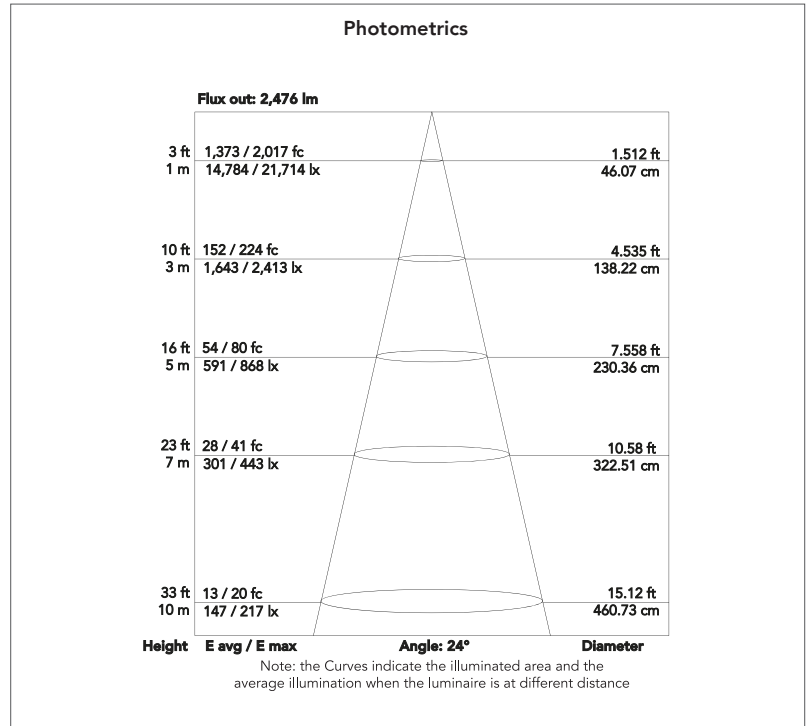 Photometrics
Flux out: 2,476 lm
3 ft 1,373 / 2,017 fc 1.512 ft
1 m 14,784 / 21,714 lx 46.07 cm
10 ft 152 / 224 fc 4.535 ft
3 m 1,643 / 2,413 lx 138.22 cm
16 ft 54 / 80 fc 7.558 ft
5 m 591 / 868 lx 230.36 cm
23 ft 28 / 41 fc 10.58 ft
7 m 301 / 443 lx 322.51 cm
33 ft 13 / 20 fc 15.12 ft
10 m 147 / 217 lx 460.73 cm
Height E avg / E max Angle: 24° Diameter
Note: the Curves indicate the illuminated area and the
average illumination when the luminaire is at different distance